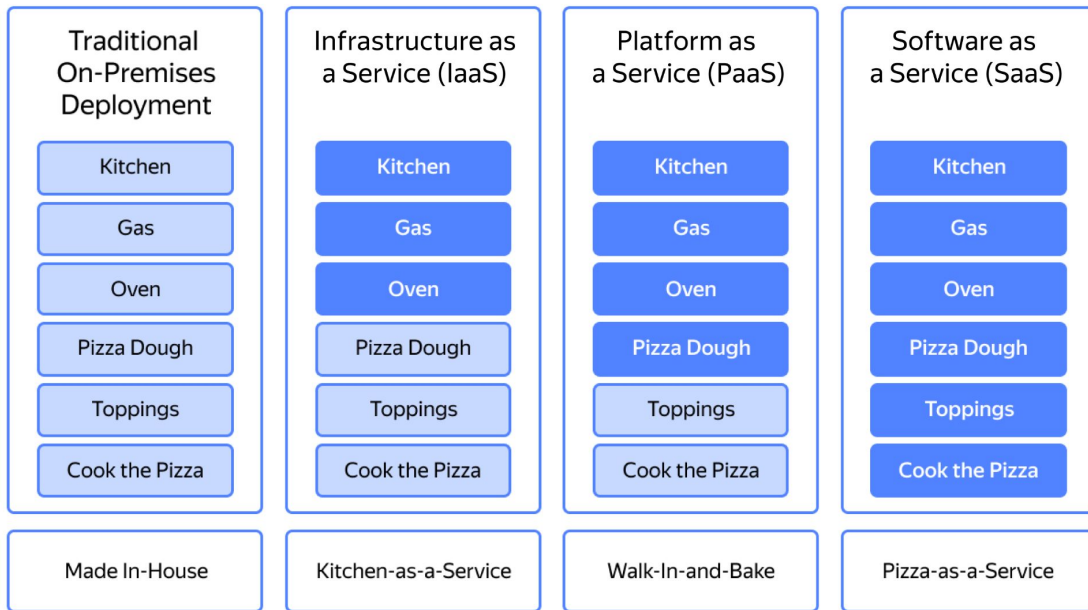 Traditional
On-Premises
Deployment
Kitchen
Gas
Oven
Pizza Dough
Toppings
Cook the Pizza
Made In-House
Infrastructure as
a Service (IaaS)
Kitchen
Gas
Oven
Pizza Dough
Toppings
Cook the Pizza
Kitchen-as-a-Service
Platform as
a Service (PaaS)
Kitchen
Gas
Oven
Pizza Dough
Toppings
Cook the Pizza
Walk-In-and-Bake
Software as
a Service (SaaS)
Kitchen
Gas
Oven
Pizza Dough
Toppings
Cook the Pizza
Pizza-as-a-Service